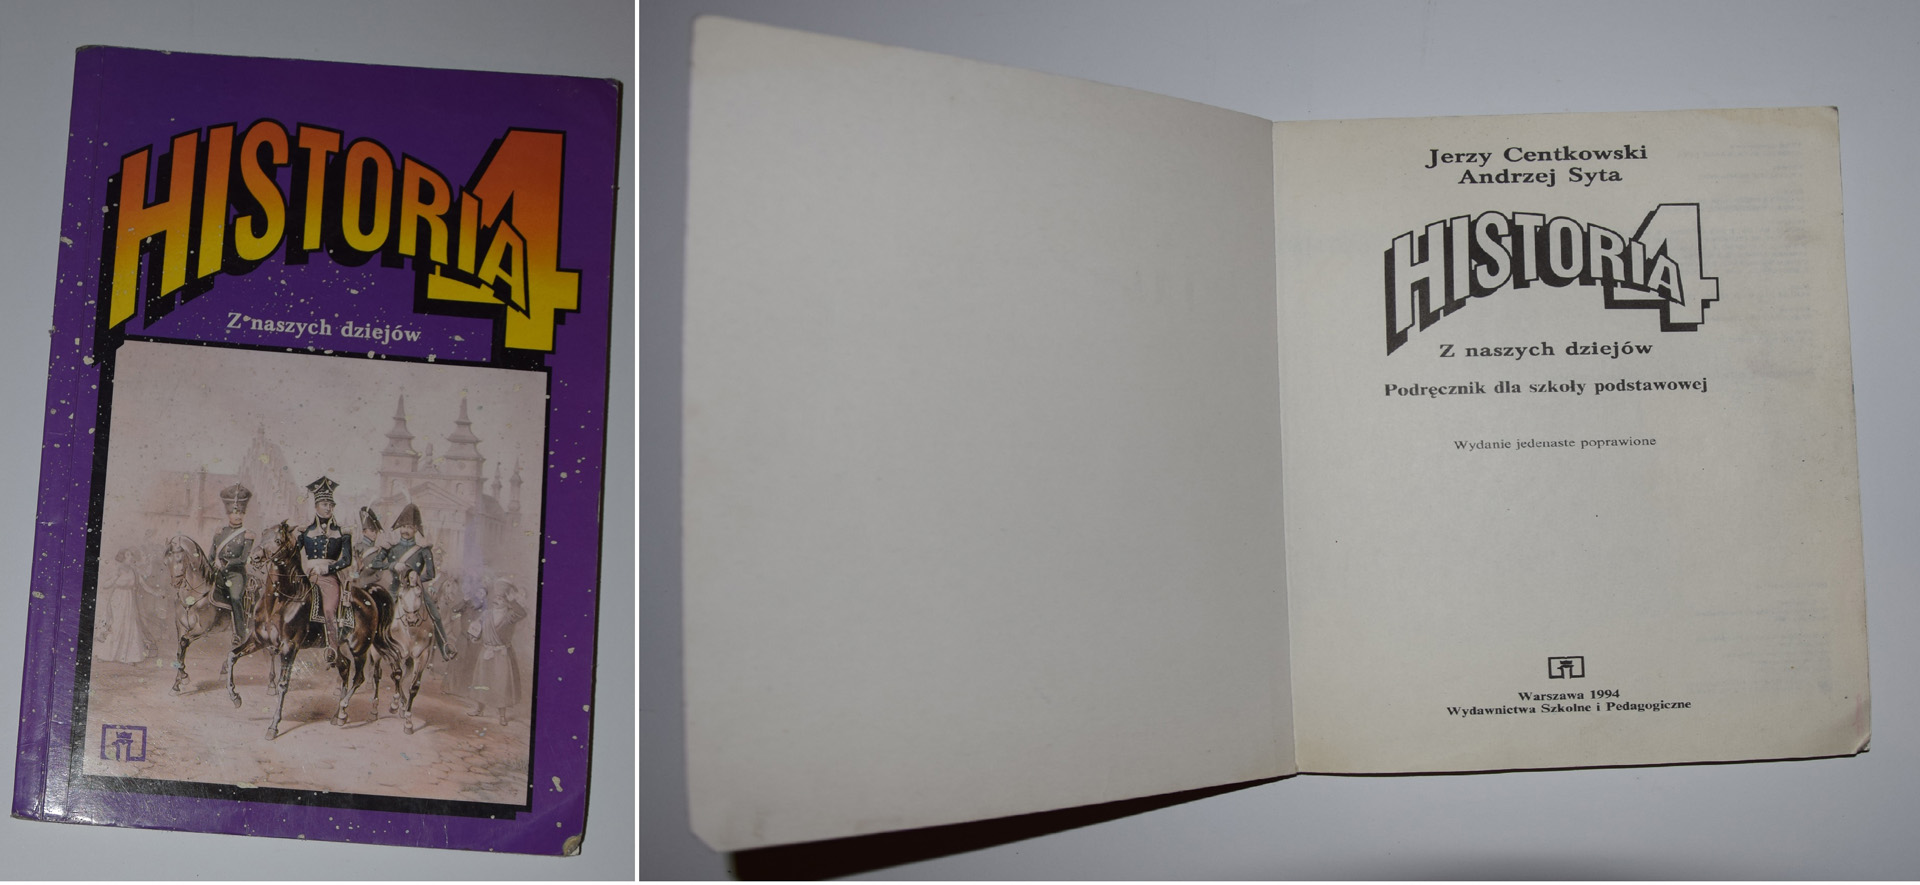 HISTORIA 4
Z naszych dziejów
Jerzy Centkowski
Andrzej Syta
HISTORIA 4
Z naszych dziejów
Podręcznik dla szkoły podstawowej
Wydanie jedenaste poprawione
Warszawa 1994
Wydawnictwa Szkolne i Pedagogiczne